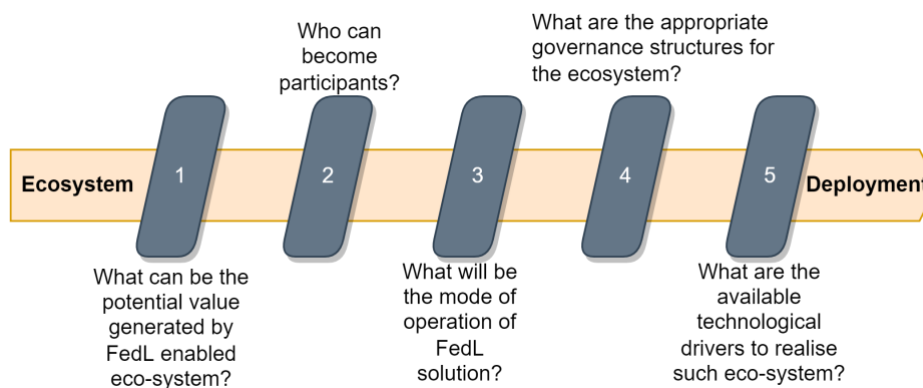 Who can
become
participants?
What are the appropriate
governance structures for
the ecosystem?
Ecosystem
1
2
3
4
5
Deployment
What can be the
potential value
generated by
FedL enabled
eco-system?
What will be
the mode of
operation of
FedL
solution?
What are the
available
technological
drivers to realise
such eco-system?